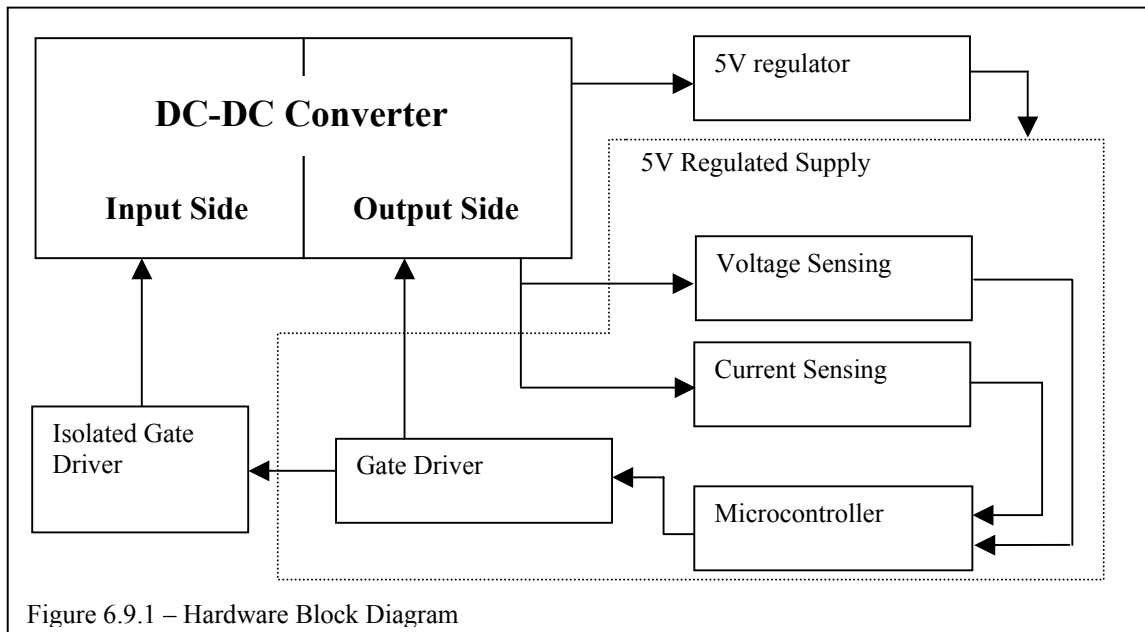 5V regulator
DC-DC Converter
5V Regulated Supply
Input Side
Output Side
Voltage Sensing
Current Sensing
Isolated Gate
Driver
Gate Driver
Microcontroller
Figure 6.9.1 – Hardware Block Diagram